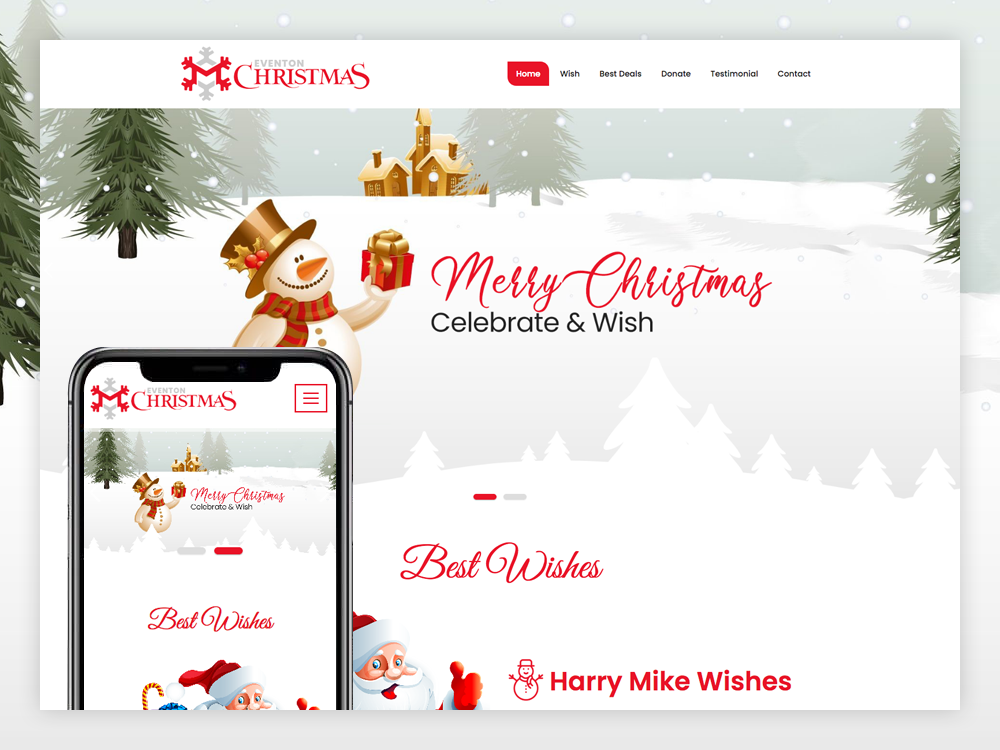 EVENTON
CHRISTMAS
Home Wish Best Deals Donate Testimonial Contact
Merry Christmas
Celebrate & Wish
EVENTON
CHRISTMAS
Merry Christmas
Celebrate & Wish
Best Wishes
Best Wishes
Harry Mike Wishes